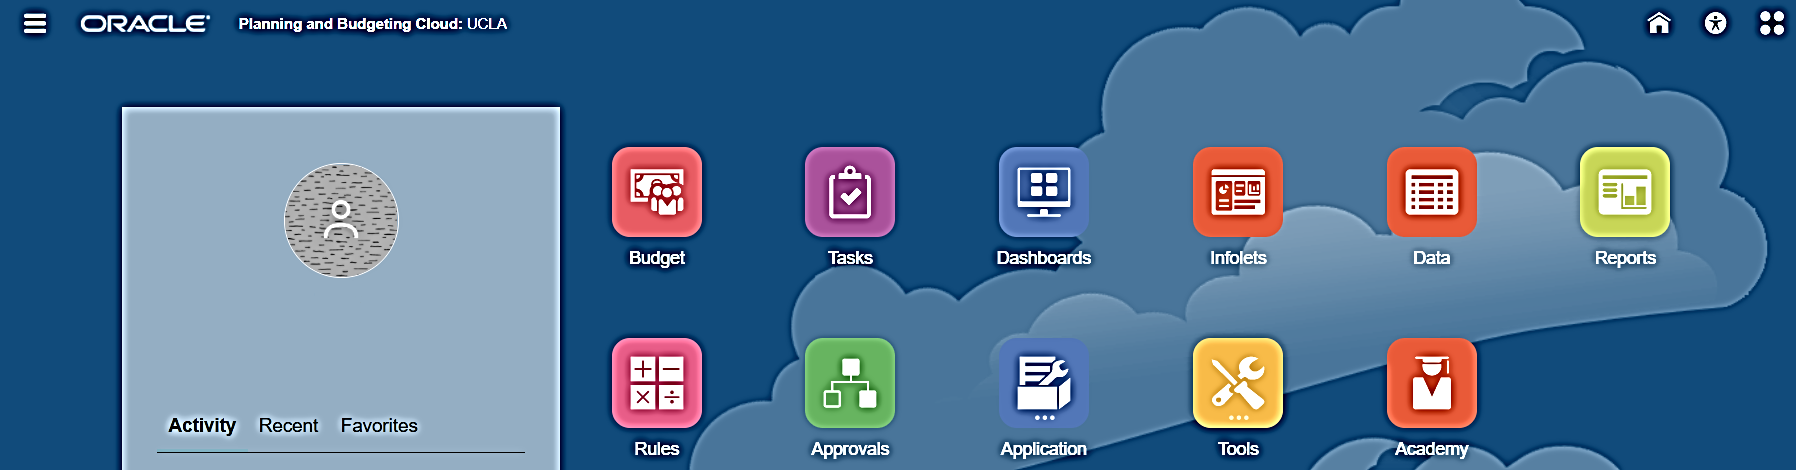 ORACLE Planning and Budgeting Cloud: UCLA
Budget Tasks Dashboards Infolets Data Reports
Rules Approvals Application Tools Academy
Activity Recent Favorites